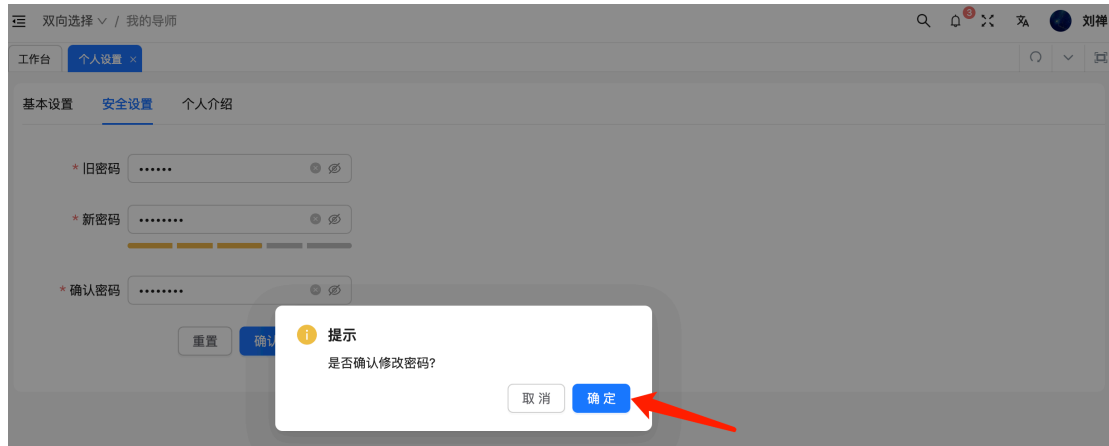 双向选择 / 我的导师
3
刘禅
工作台 个人设置 ×
基本设置 安全设置 个人介绍
* 旧密码 ••••••
* 新密码 ••••••••
* 确认密码 ••••••••
重置 确认
提示
是否确认修改密码?
取 消 确 定